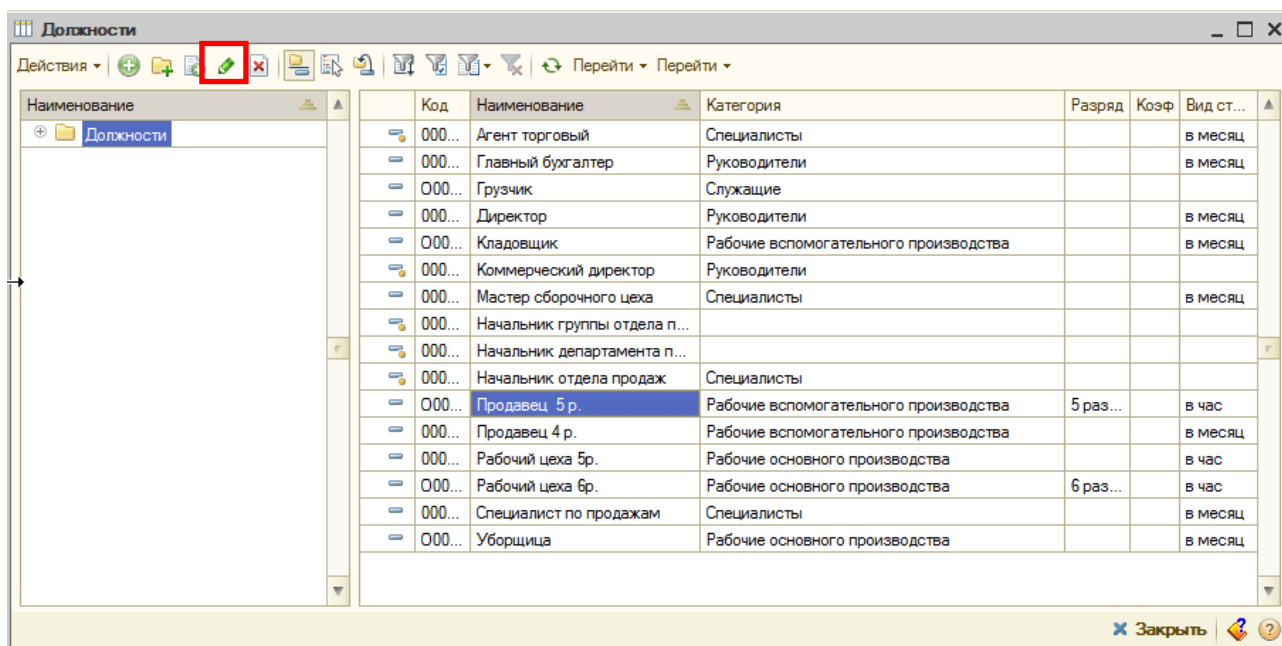 Должности
Действия Перейти Перейти
Наименование
Должности
Код Наименование Категория Разряд Коэф Вид ст...
000... Агент торговый Специалисты в месяц
000... Главный бухгалтер Руководители в месяц
О00... Грузчик Служащие
000... Директор Руководители в месяц
О00... Кладовщик Рабочие вспомогательного производства в месяц
000... Коммерческий директор Руководители
000... Мастер сборочного цеха Специалисты в месяц
000... Начальник группы отдела п...
000... Начальник департамента п...
000... Начальник отдела продаж Специалисты
О00... Продавец 5 р. Рабочие вспомогательного производства 5 раз... в час
000... Продавец 4 р. Рабочие вспомогательного производства в месяц
000... Рабочий цеха 5р. Рабочие основного производства в час
О00... Рабочий цеха 6р. Рабочие основного производства 6 раз... в час
000... Специалист по продажам Специалисты в месяц
О00... Уборщица Рабочие основного производства в месяц
Закрыть